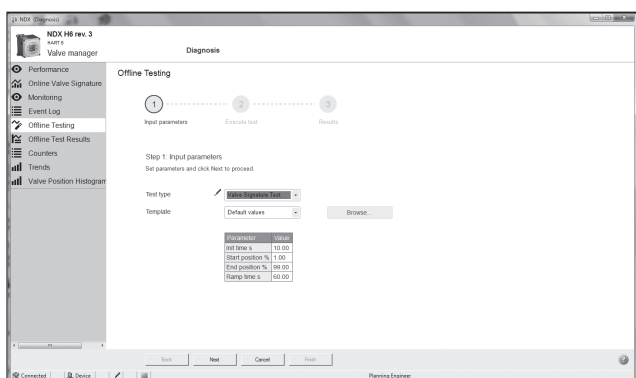 NDX (Diagnosis)
NDX H6 rev. 3
HART 6
Valve manager
Diagnosis
Performance
Online Valve Signature
Monitoring
Event Log
Offline Testing
Offline Test Results
Counters
Trends
Valve Position Histogram
Offline Testing
1 2 3
Input parameters Execute test Results
Step 1: Input parameters
Set parameters and click Next to proceed.
Test type Valve Signature Test
Template Default values Browse...
Parameter Value
Init time s 10.00
Start position % 1.00
End position % 99.00
Ramp time s 60.00
Back Next Cancel Finish
Connected Device Planning Engineer